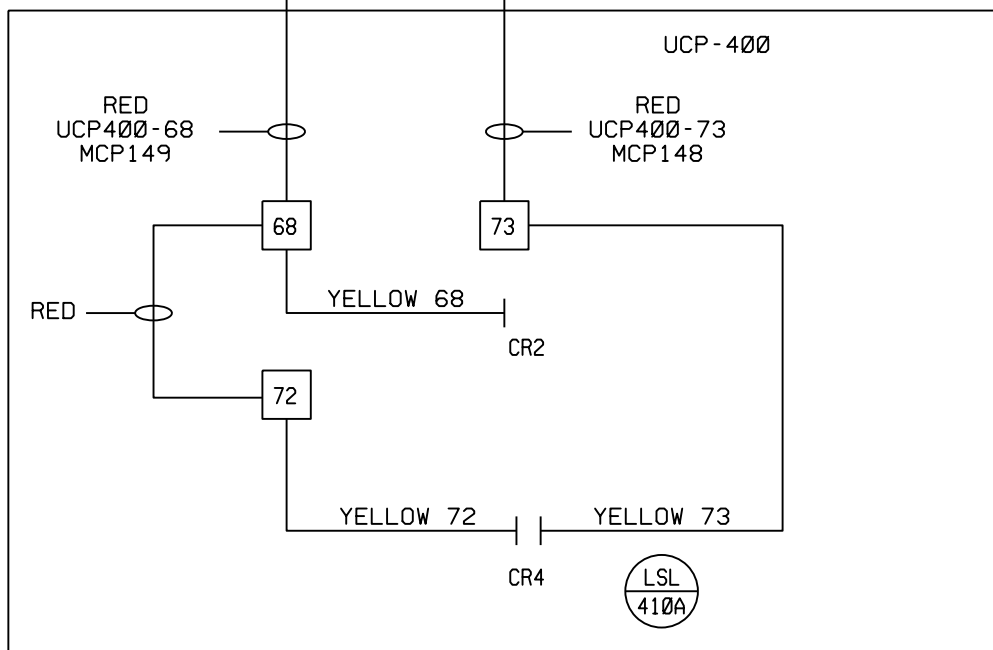 UCP-400
RED
UCP400-68
MCP149
RED
UCP400-73
MCP148
68
73
RED
YELLOW 68
CR2
72
YELLOW 72
YELLOW 73
CR4
LSL
410A